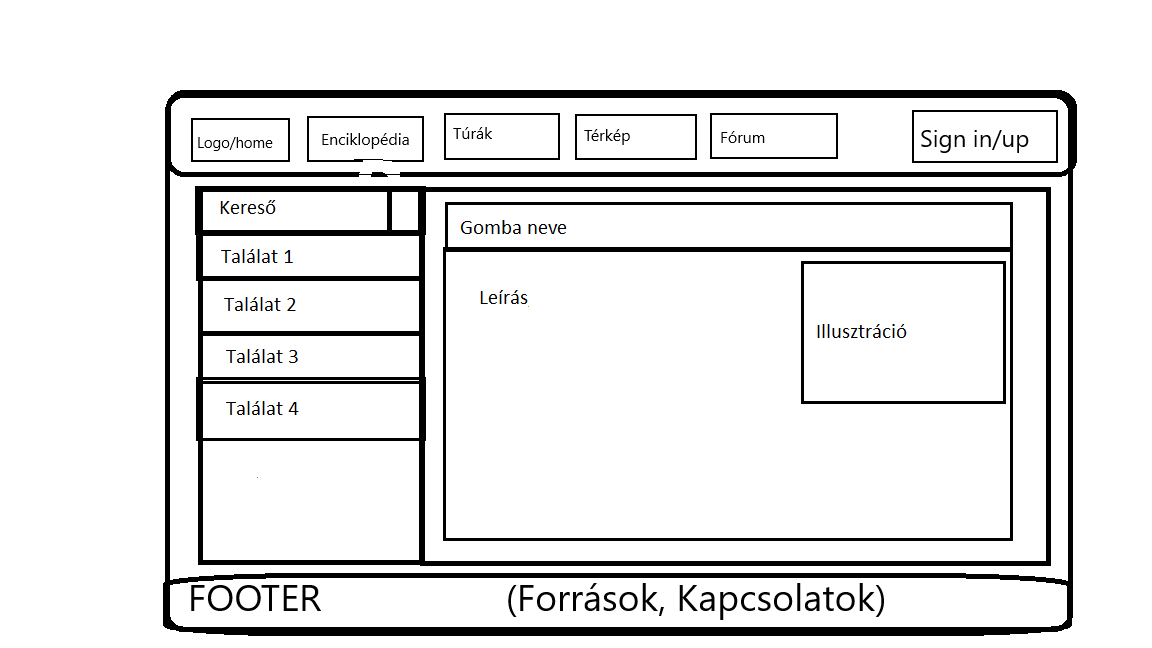 Logo/home
Enciklopédia
Túrák
Térkép
Fórum
Sign in/up
Kereső
Találat 1
Találat 2
Találat 3
Találat 4
Gomba neve
Leírás
Illusztráció
FOOTER (Források, Kapcsolatok)